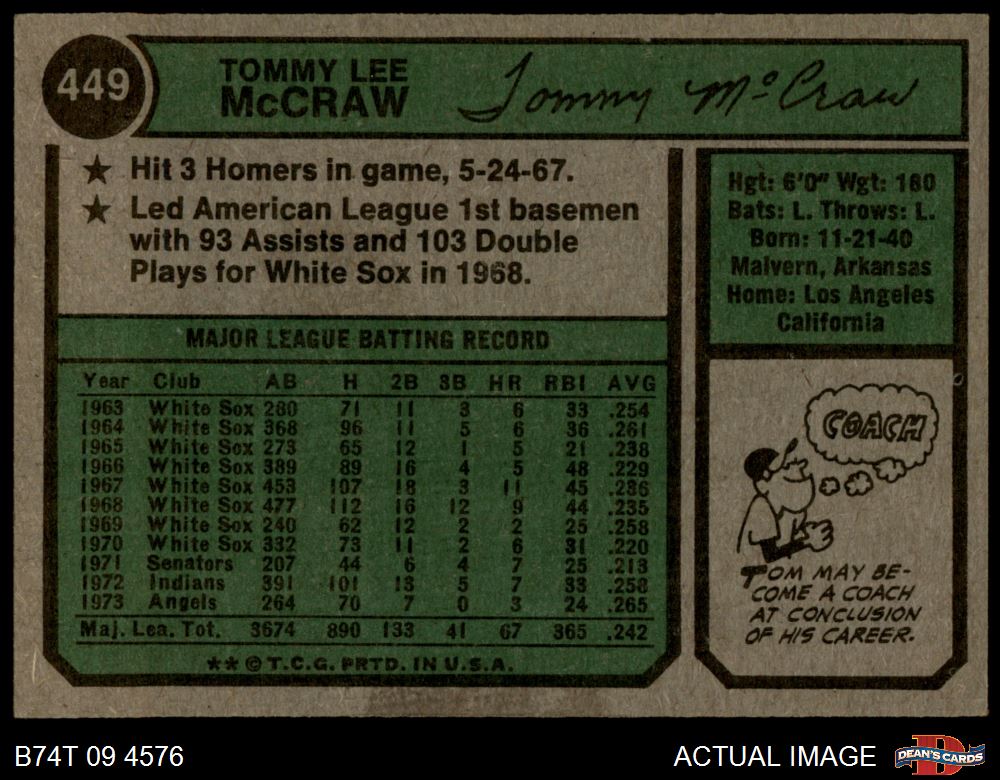 449
TOMMY LEE
McCRAW
Tommy McCraw
★ Hit 3 Homers in game, 5-24-67.
★ Led American League 1st basemen
with 93 Assists and 103 Double
Plays for White Sox in 1968.
Hgt: 6'0" Wgt: 180
Bats: L. Throws: L.
Born: 11-21-40
Malvern, Arkansas
Home: Los Angeles
California
MAJOR LEAGUE BATTING RECORD
Year Club AB H 2B 3B HR RBI AVG
1963 White Sox 280 71 11 3 6 33 .254
1964 White Sox 368 96 11 5 6 36 .261
1965 White Sox 273 65 12 1 5 21 .238
1966 White Sox 389 89 16 4 5 48 .229
1967 White Sox 453 107 18 3 11 45 .236
1968 White Sox 477 112 16 12 9 44 .235
1969 White Sox 240 62 12 2 2 25 .258
1970 White Sox 332 73 11 2 6 31 .220
1971 Senators 207 44 6 4 7 25 .213
1972 Indians 391 101 13 5 7 33 .258
1973 Angels 264 70 7 0 3 24 .265
Maj. Lea. Tot. 3674 890 133 41 67 365 .242
** © T.C.G. PRTD. IN U.S.A.
COACH
TOM MAY BE-
COME A COACH
AT CONCLUSION
OF HIS CAREER.
B74T 09 4576
ACTUAL IMAGE
DEAN'S CARDS